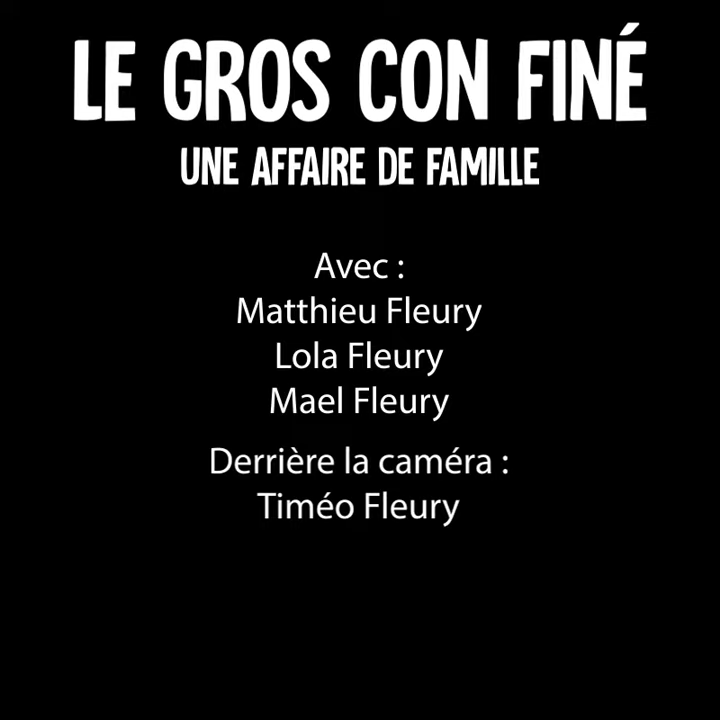 LE GROS CON FINÉ
UNE AFFAIRE DE FAMILLE
Avec :
Matthieu Fleury
Lola Fleury
Mael Fleury
Derrière la caméra :
Timéo Fleury